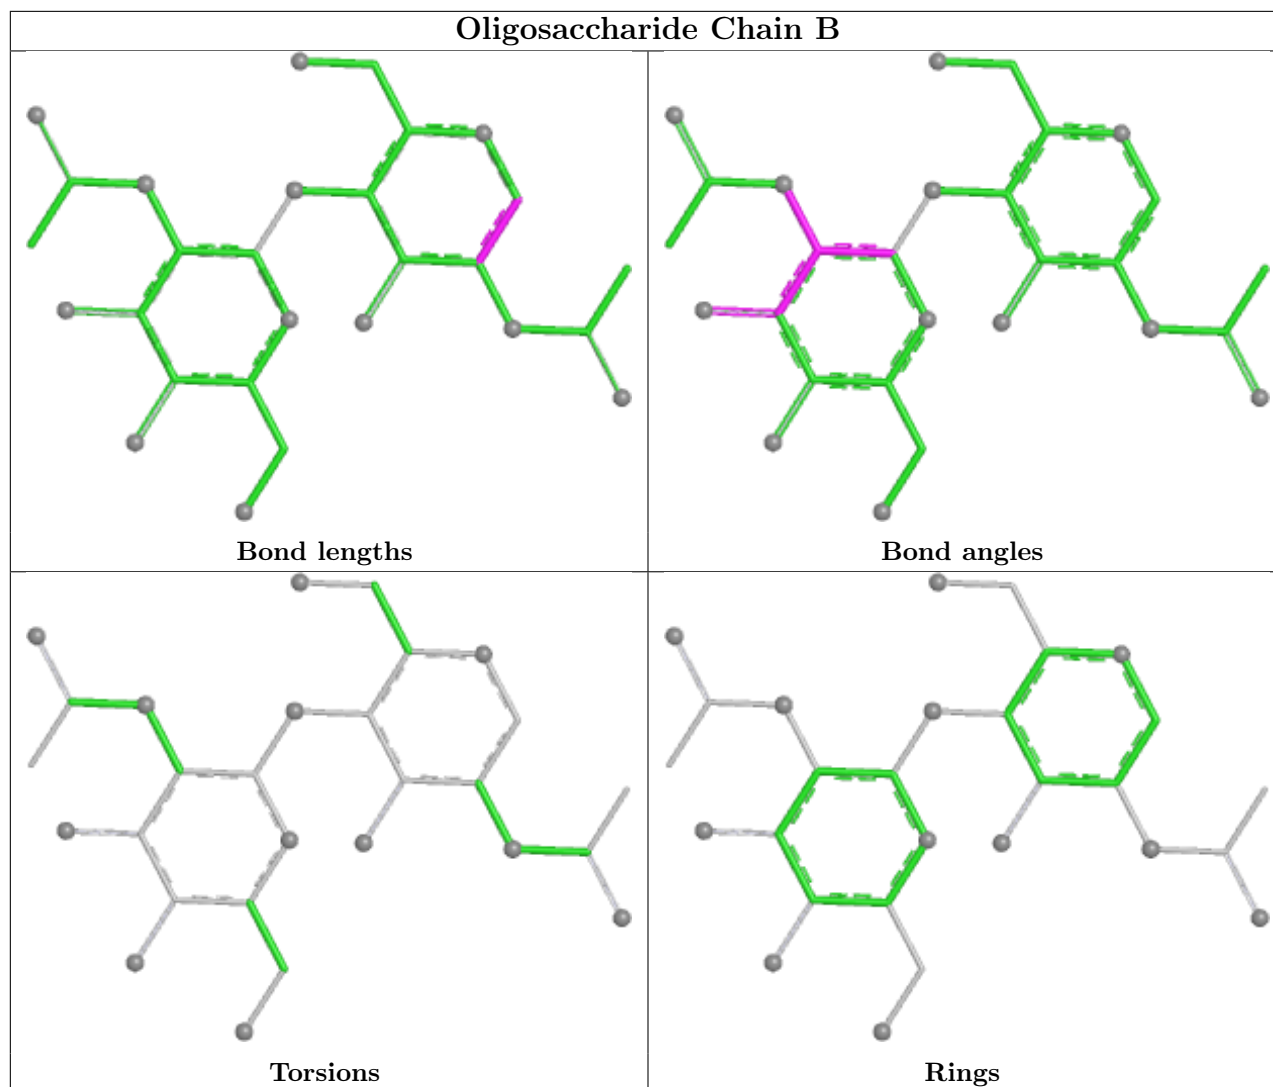 Oligosaccharide Chain B
Bond lengths
Bond angles
Torsions
Rings